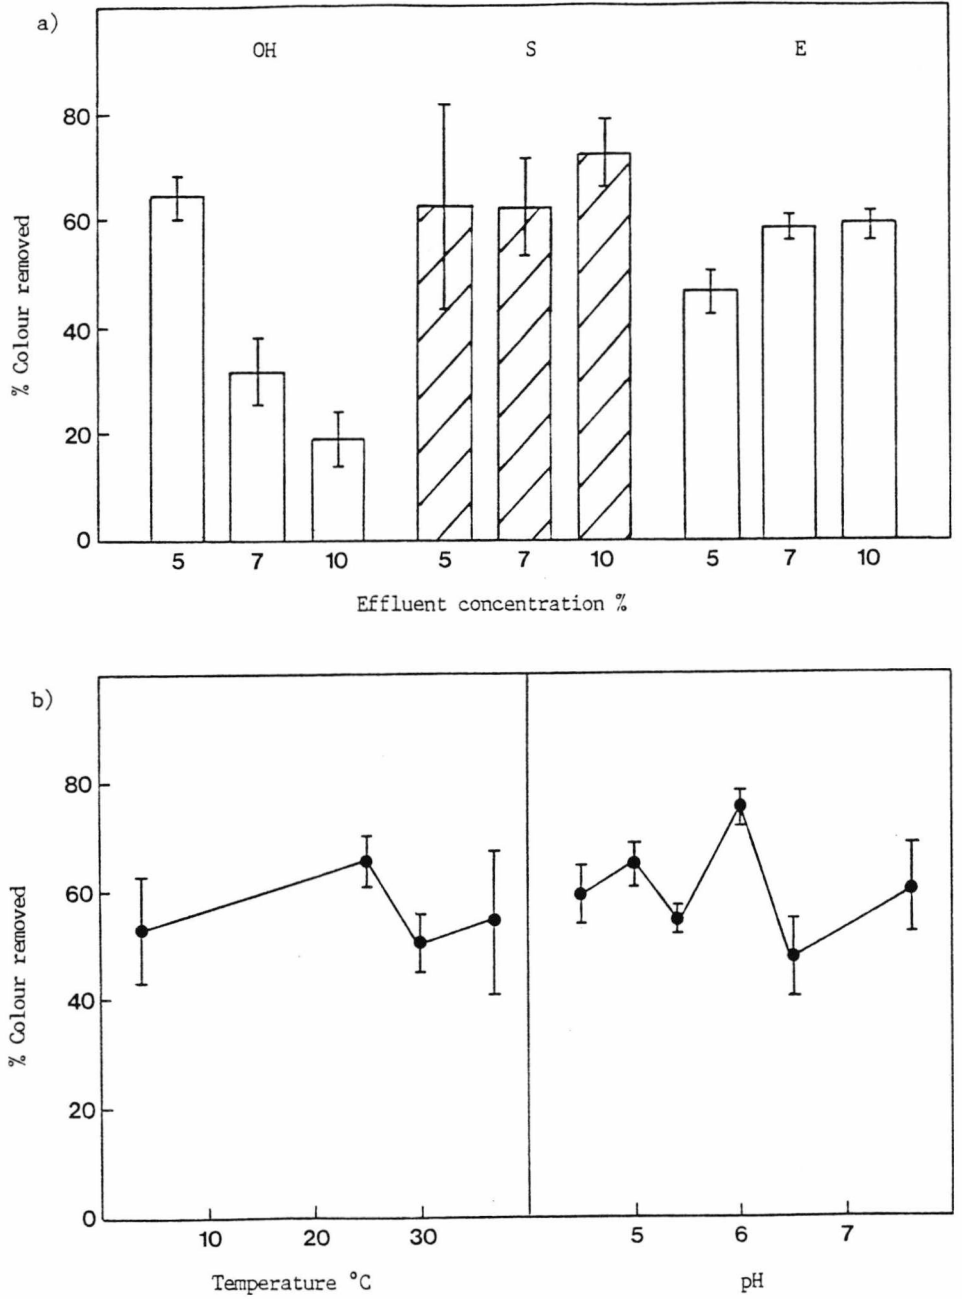 a)
OH S E
80
60
40
20
0
% Colour removed
5 7 10 5 7 10 5 7 10
Effluent concentration %
b)
80
60
40
20
0
% Colour removed
10 20 30 5 6 7
Temperature °C pH